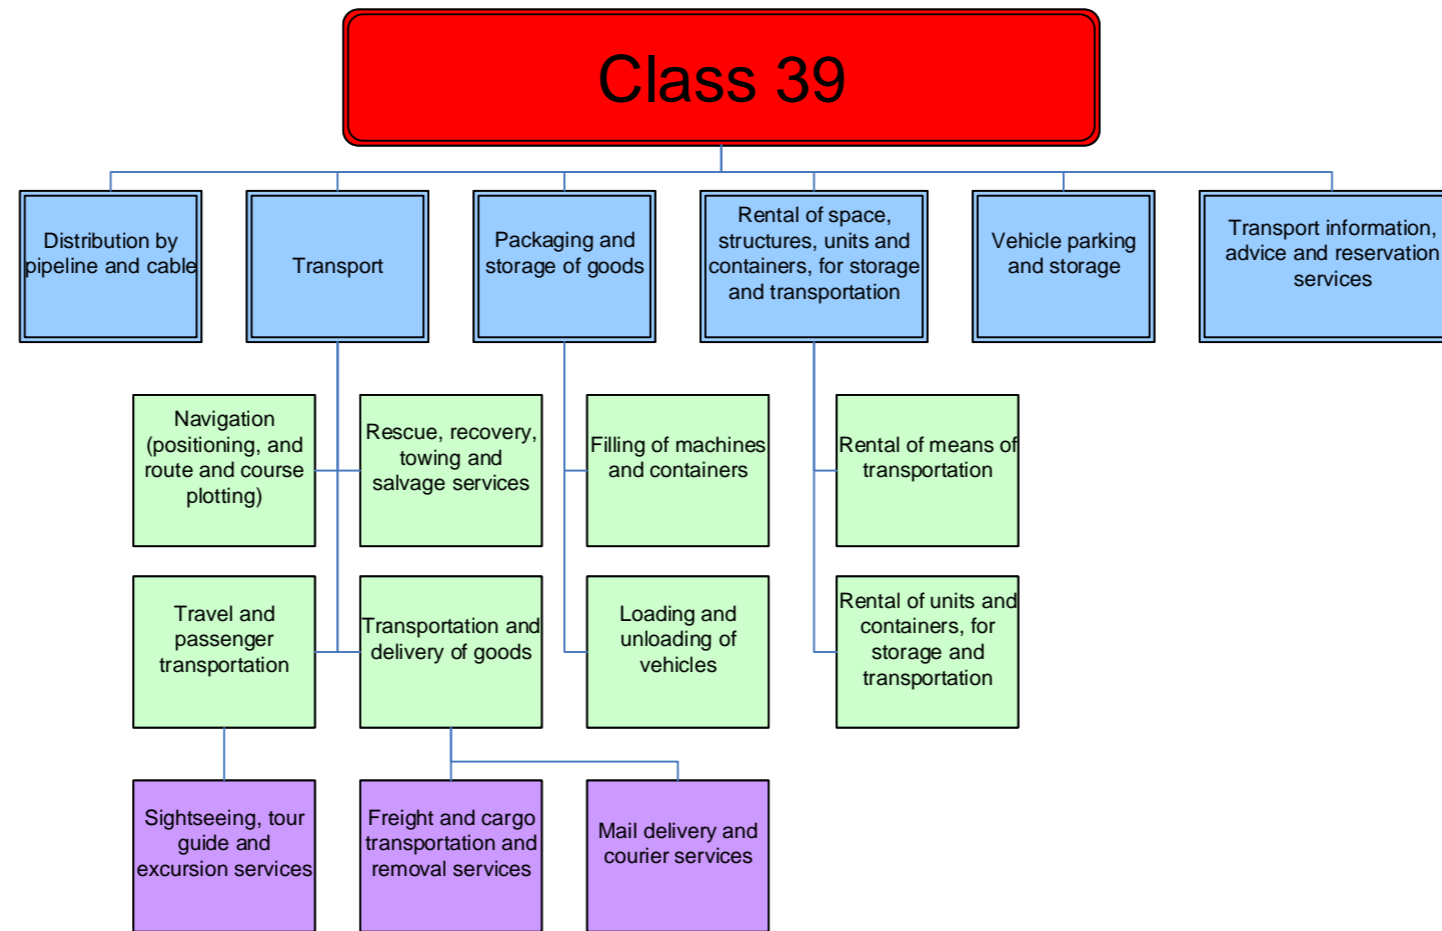 Class 39
Distribution by
pipeline and cable
Transport
Packaging and
storage of goods
Rental of space,
structures, units and
containers, for storage
and transportation
Vehicle parking
and storage
Transport information,
advice and reservation
services
Navigation
(positioning, and
route and course
plotting)
Rescue, recovery,
towing and
salvage services
Filling of machines
and containers
Rental of means of
transportation
Travel and
passenger
transportation
Transportation and
delivery of goods
Loading and
unloading of
vehicles
Rental of units and
containers, for
storage and
transportation
Sightseeing, tour
guide and
excursion services
Freight and cargo
transportation and
removal services
Mail delivery and
courier services